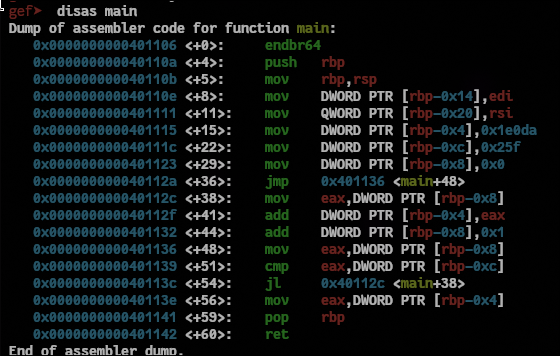 gef➤  disas main
Dump of assembler code for function main:
   0x0000000000401106 <+0>:     endbr64
   0x000000000040110a <+4>:     push   rbp
   0x000000000040110b <+5>:     mov    rbp,rsp
   0x000000000040110e <+8>:     mov    DWORD PTR [rbp-0x14],edi
   0x0000000000401111 <+11>:    mov    QWORD PTR [rbp-0x20],rsi
   0x0000000000401115 <+15>:    mov    DWORD PTR [rbp-0x4],0x1e0da
   0x000000000040111c <+22>:    mov    DWORD PTR [rbp-0xc],0x25f
   0x0000000000401123 <+29>:    mov    DWORD PTR [rbp-0x8],0x0
   0x000000000040112a <+36>:    jmp    0x401136 <main+48>
   0x000000000040112c <+38>:    mov    eax,DWORD PTR [rbp-0x8]
   0x000000000040112f <+41>:    add    DWORD PTR [rbp-0x4],eax
   0x0000000000401132 <+44>:    add    DWORD PTR [rbp-0x8],0x1
   0x0000000000401136 <+48>:    mov    eax,DWORD PTR [rbp-0x8]
   0x0000000000401139 <+51>:    cmp    eax,DWORD PTR [rbp-0xc]
   0x000000000040113c <+54>:    jl     0x40112c <main+38>
   0x000000000040113e <+56>:    mov    eax,DWORD PTR [rbp-0x4]
   0x0000000000401141 <+59>:    pop    rbp
   0x0000000000401142 <+60>:    ret
End of assembler dump.